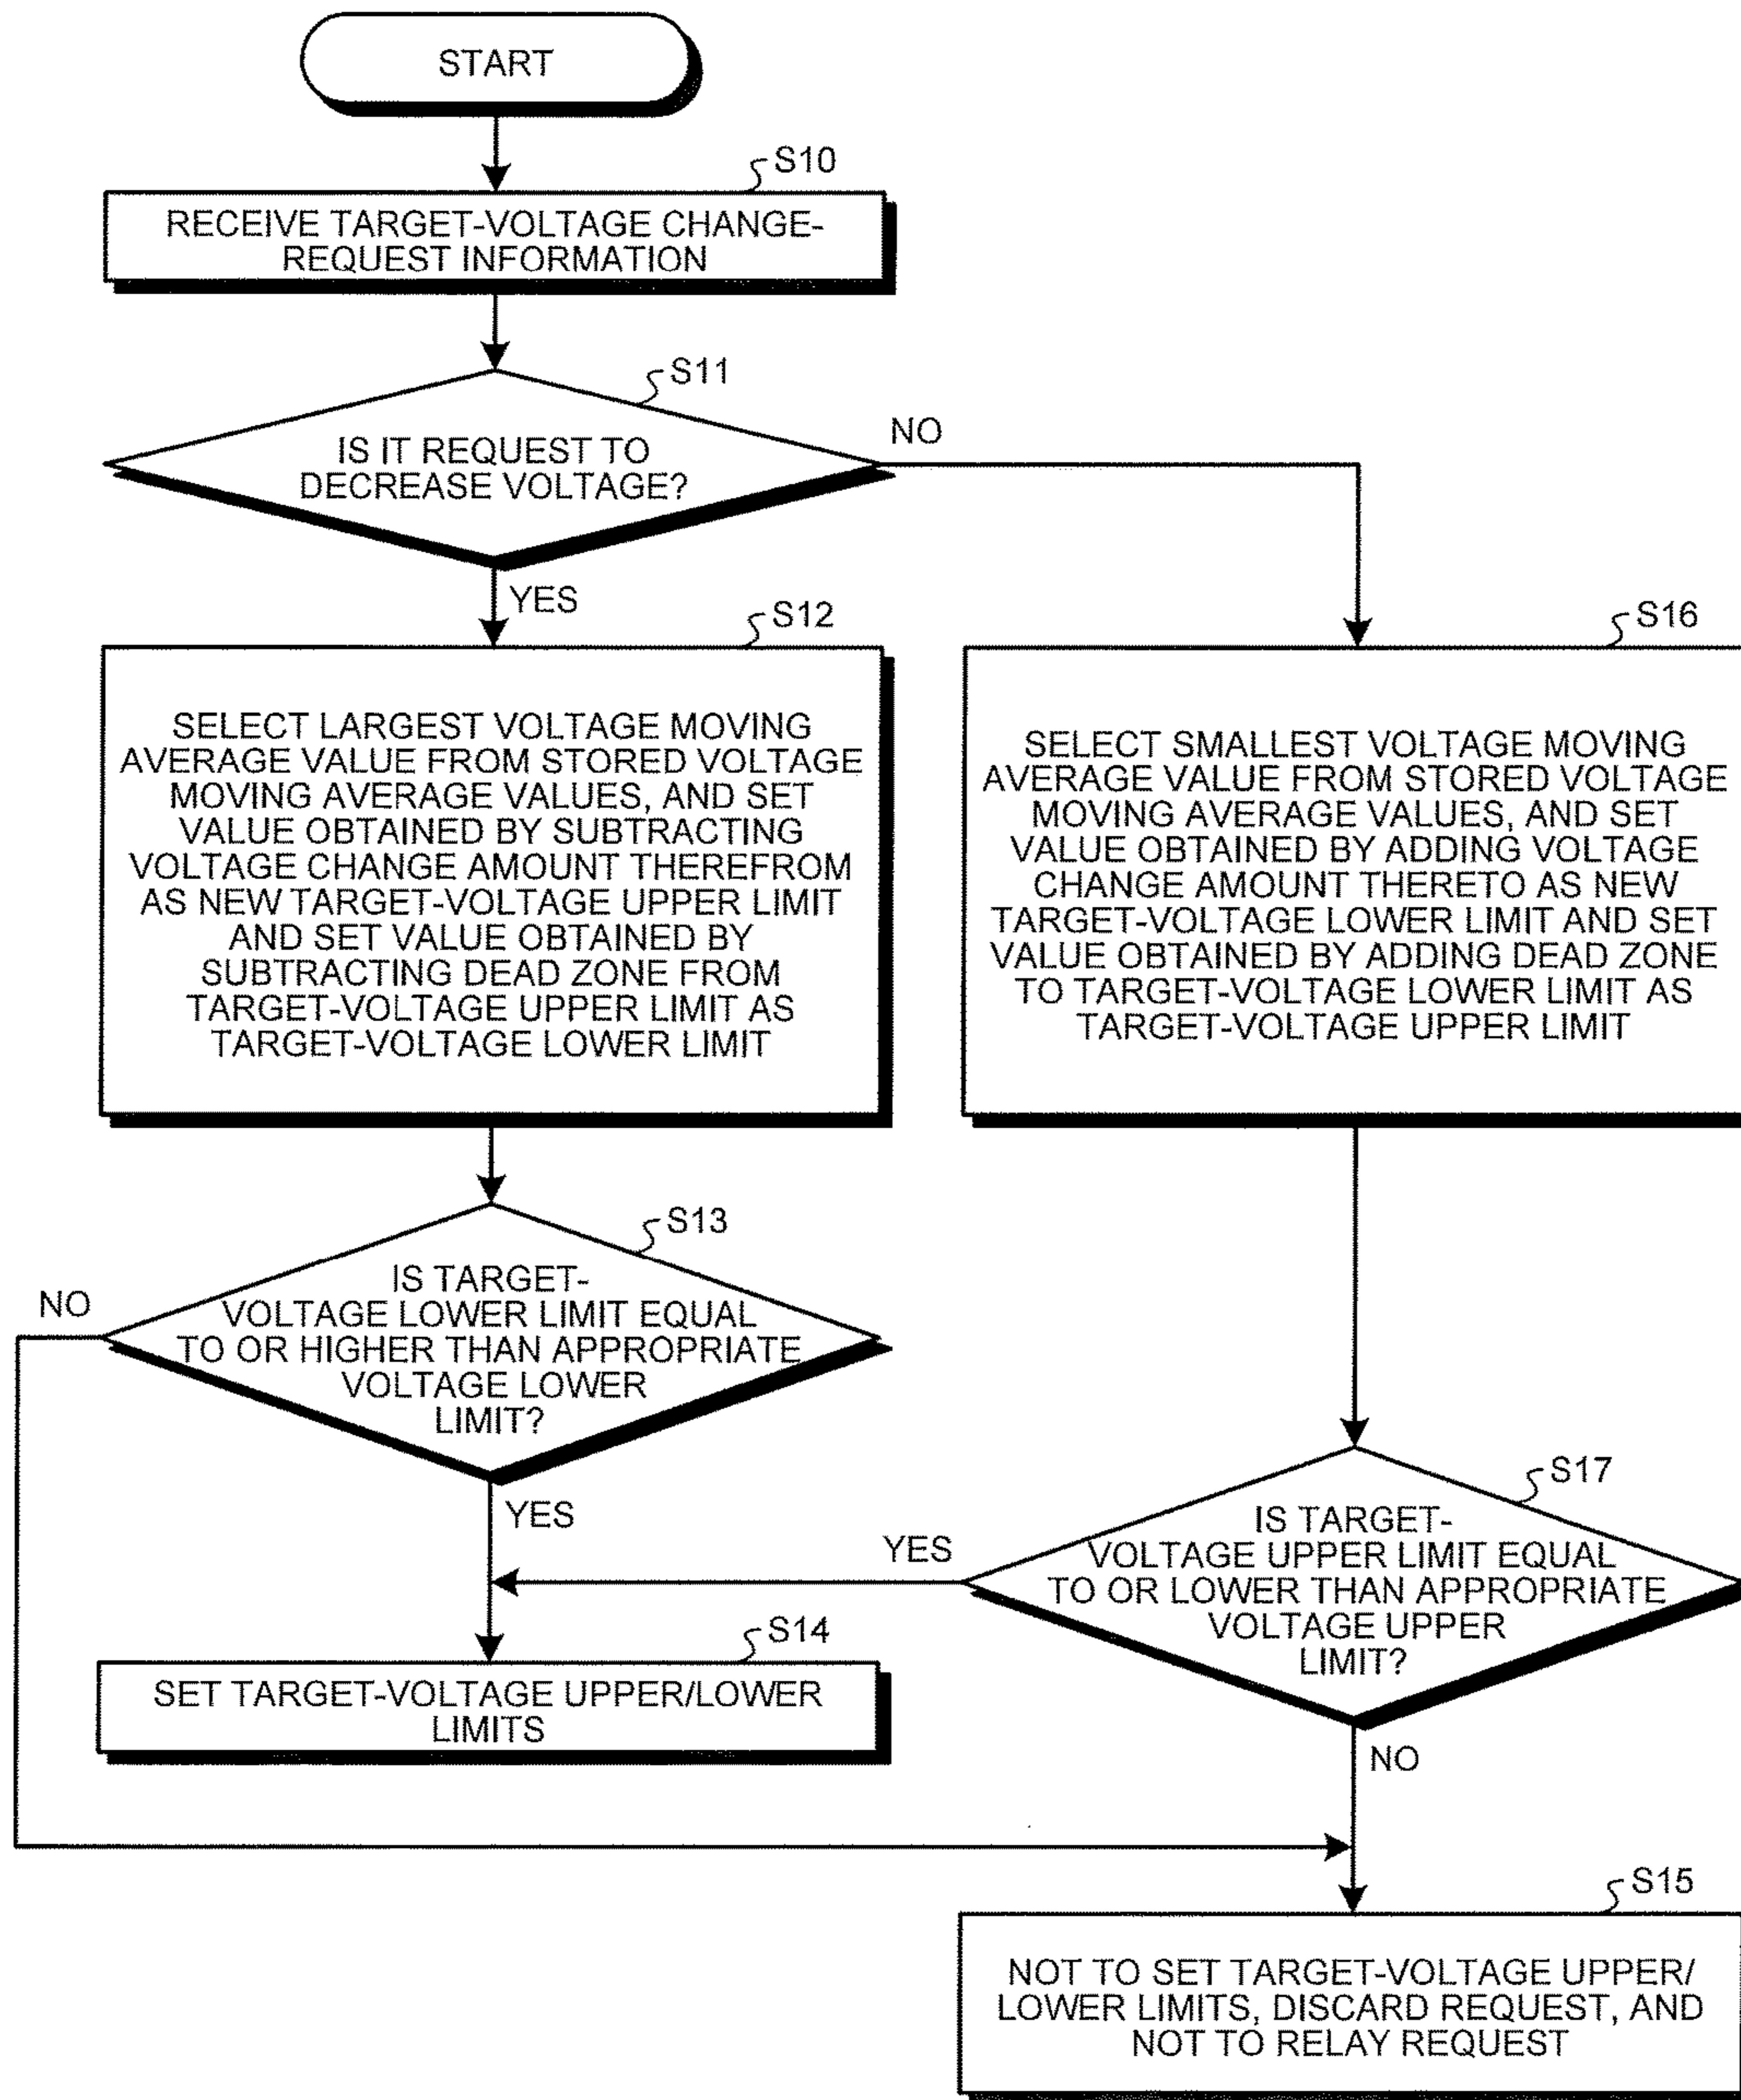 START
S10
RECEIVE TARGET-VOLTAGE CHANGE-
REQUEST INFORMATION
S11
IS IT REQUEST TO
DECREASE VOLTAGE?
NO
YES
S12
SELECT LARGEST VOLTAGE MOVING
AVERAGE VALUE FROM STORED VOLTAGE
MOVING AVERAGE VALUES, AND SET
VALUE OBTAINED BY SUBTRACTING
VOLTAGE CHANGE AMOUNT THEREFROM
AS NEW TARGET-VOLTAGE UPPER LIMIT
AND SET VALUE OBTAINED BY
SUBTRACTING DEAD ZONE FROM
TARGET-VOLTAGE UPPER LIMIT AS
TARGET-VOLTAGE LOWER LIMIT
S16
SELECT SMALLEST VOLTAGE MOVING
AVERAGE VALUE FROM STORED VOLTAGE
MOVING AVERAGE VALUES, AND SET
VALUE OBTAINED BY ADDING VOLTAGE
CHANGE AMOUNT THERETO AS NEW
TARGET-VOLTAGE LOWER LIMIT AND SET
VALUE OBTAINED BY ADDING DEAD ZONE
TO TARGET-VOLTAGE LOWER LIMIT AS
TARGET-VOLTAGE UPPER LIMIT
S13
IS TARGET-
VOLTAGE LOWER LIMIT EQUAL
TO OR HIGHER THAN APPROPRIATE
VOLTAGE LOWER
LIMIT?
NO
YES
S17
IS TARGET-
VOLTAGE UPPER LIMIT EQUAL
TO OR LOWER THAN APPROPRIATE
VOLTAGE UPPER
LIMIT?
YES
NO
S14
SET TARGET-VOLTAGE UPPER/LOWER
LIMITS
S15
NOT TO SET TARGET-VOLTAGE UPPER/
LOWER LIMITS, DISCARD REQUEST, AND
NOT TO RELAY REQUEST